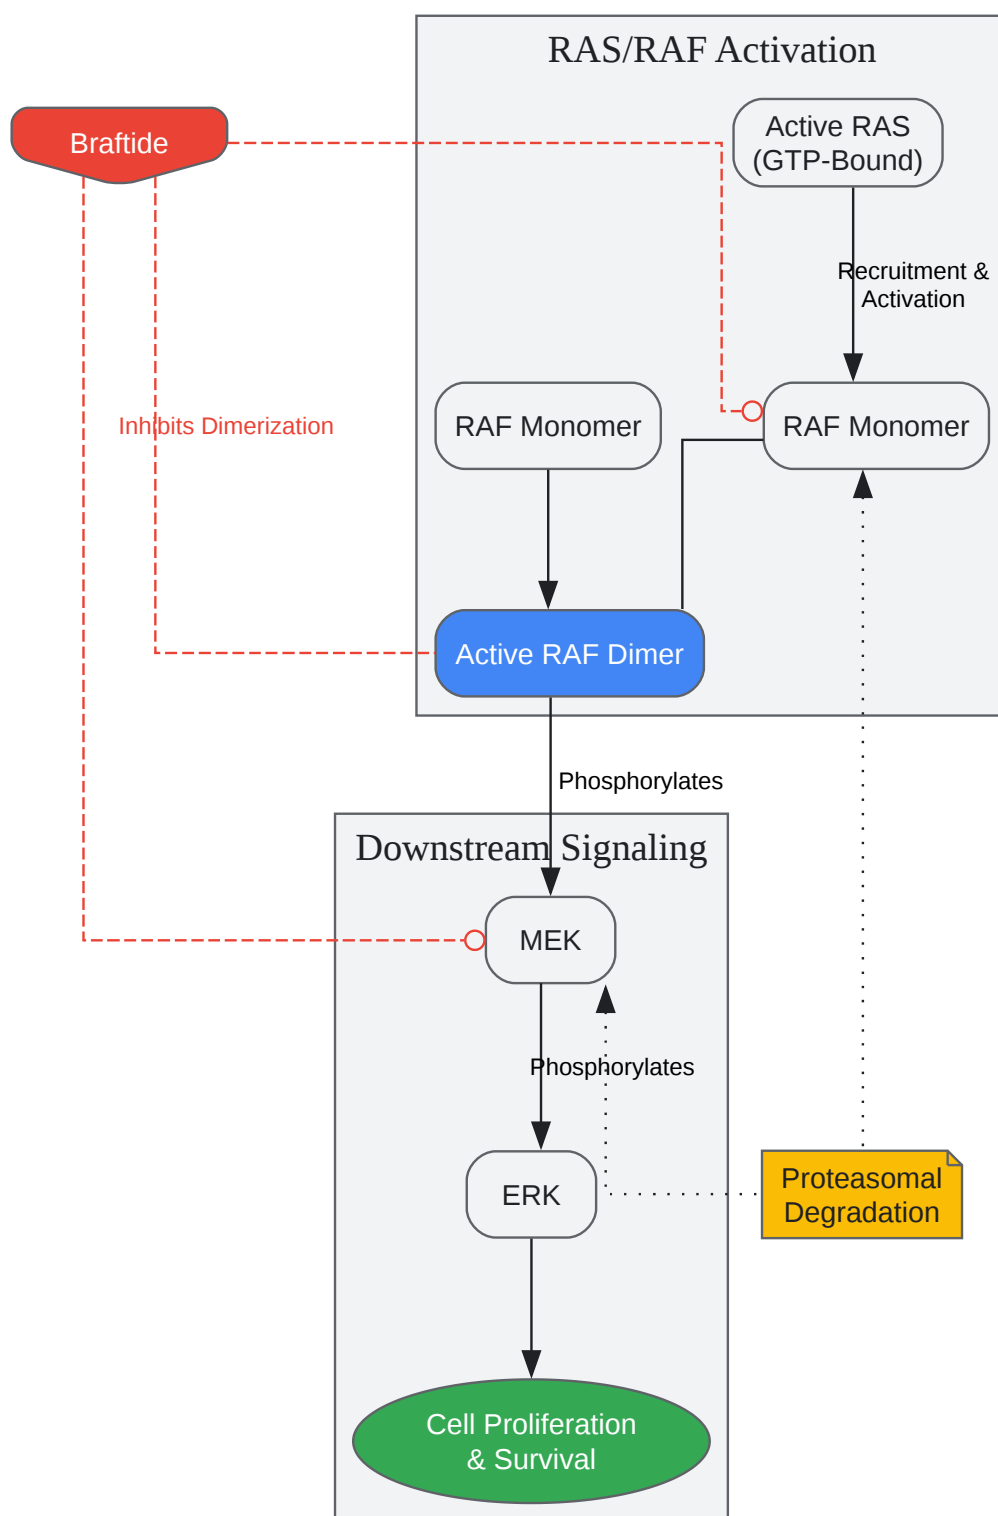 RAS/RAF Activation
Braftide
Active RAS
(GTP-Bound)
Recruitment &
Activation
Inhibits Dimerization
RAF Monomer
RAF Monomer
Active RAF Dimer
Phosphorylates
Downstream Signaling
MEK
Phosphorylates
ERK
Proteasomal
Degradation
Cell Proliferation
& Survival